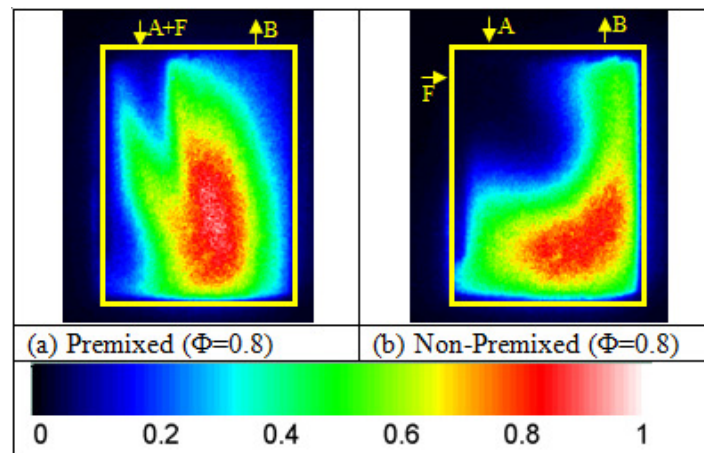 A+F
B
A
B
F
(a) Premixed (Φ=0.8)
(b) Non-Premixed (Φ=0.8)
0 0.2 0.4 0.6 0.8 1